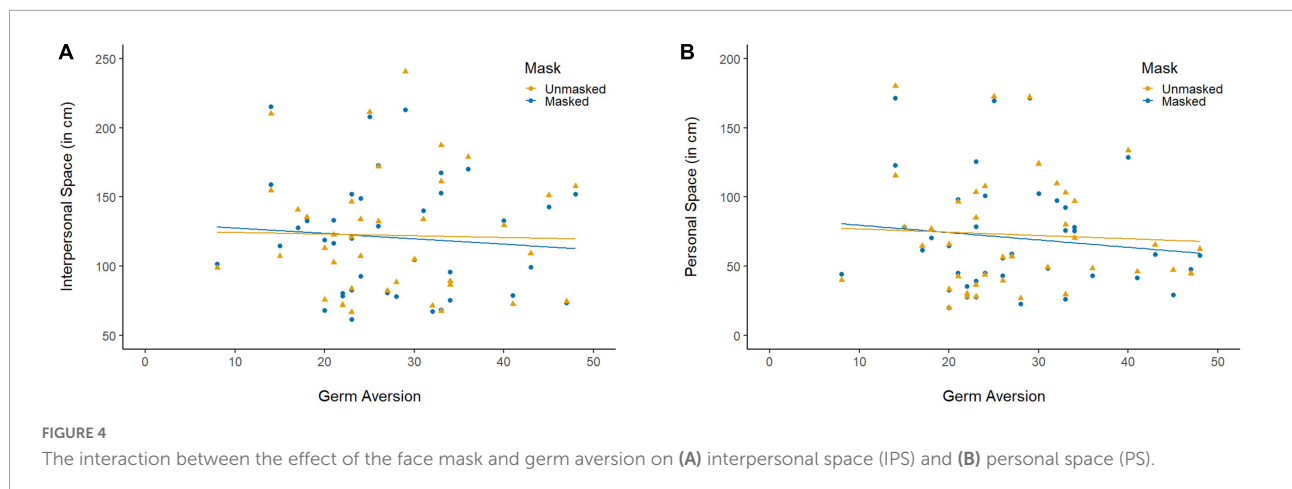 A
B
250
200
150
100
50
Interpersonal Space (in cm)
Mask
Unmasked
Masked
0 10 20 30 40 50
Germ Aversion
200
150
100
50
0
Personal Space (in cm)
Mask
Unmasked
Masked
0 10 20 30 40 50
Germ Aversion
FIGURE 4
The interaction between the effect of the face mask and germ aversion on (A) interpersonal space (IPS) and (B) personal space (PS).